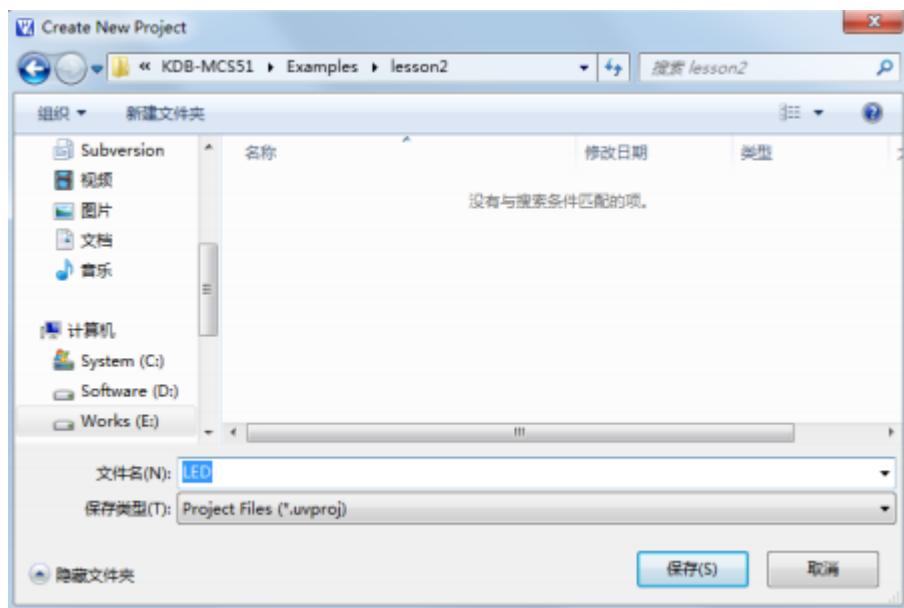 Create New Project
« KDB-MCS51 ▸ Examples ▸ lesson2
搜索 lesson2
组织 新建文件夹
名称 修改日期 类型
没有与搜索条件匹配的项。
Subversion
视频
图片
文档
音乐
计算机
System (C:)
Software (D:)
Works (E:)
文件名(N): LED
保存类型(T): Project Files (*.uvproj)
隐藏文件夹
保存(S) 取消